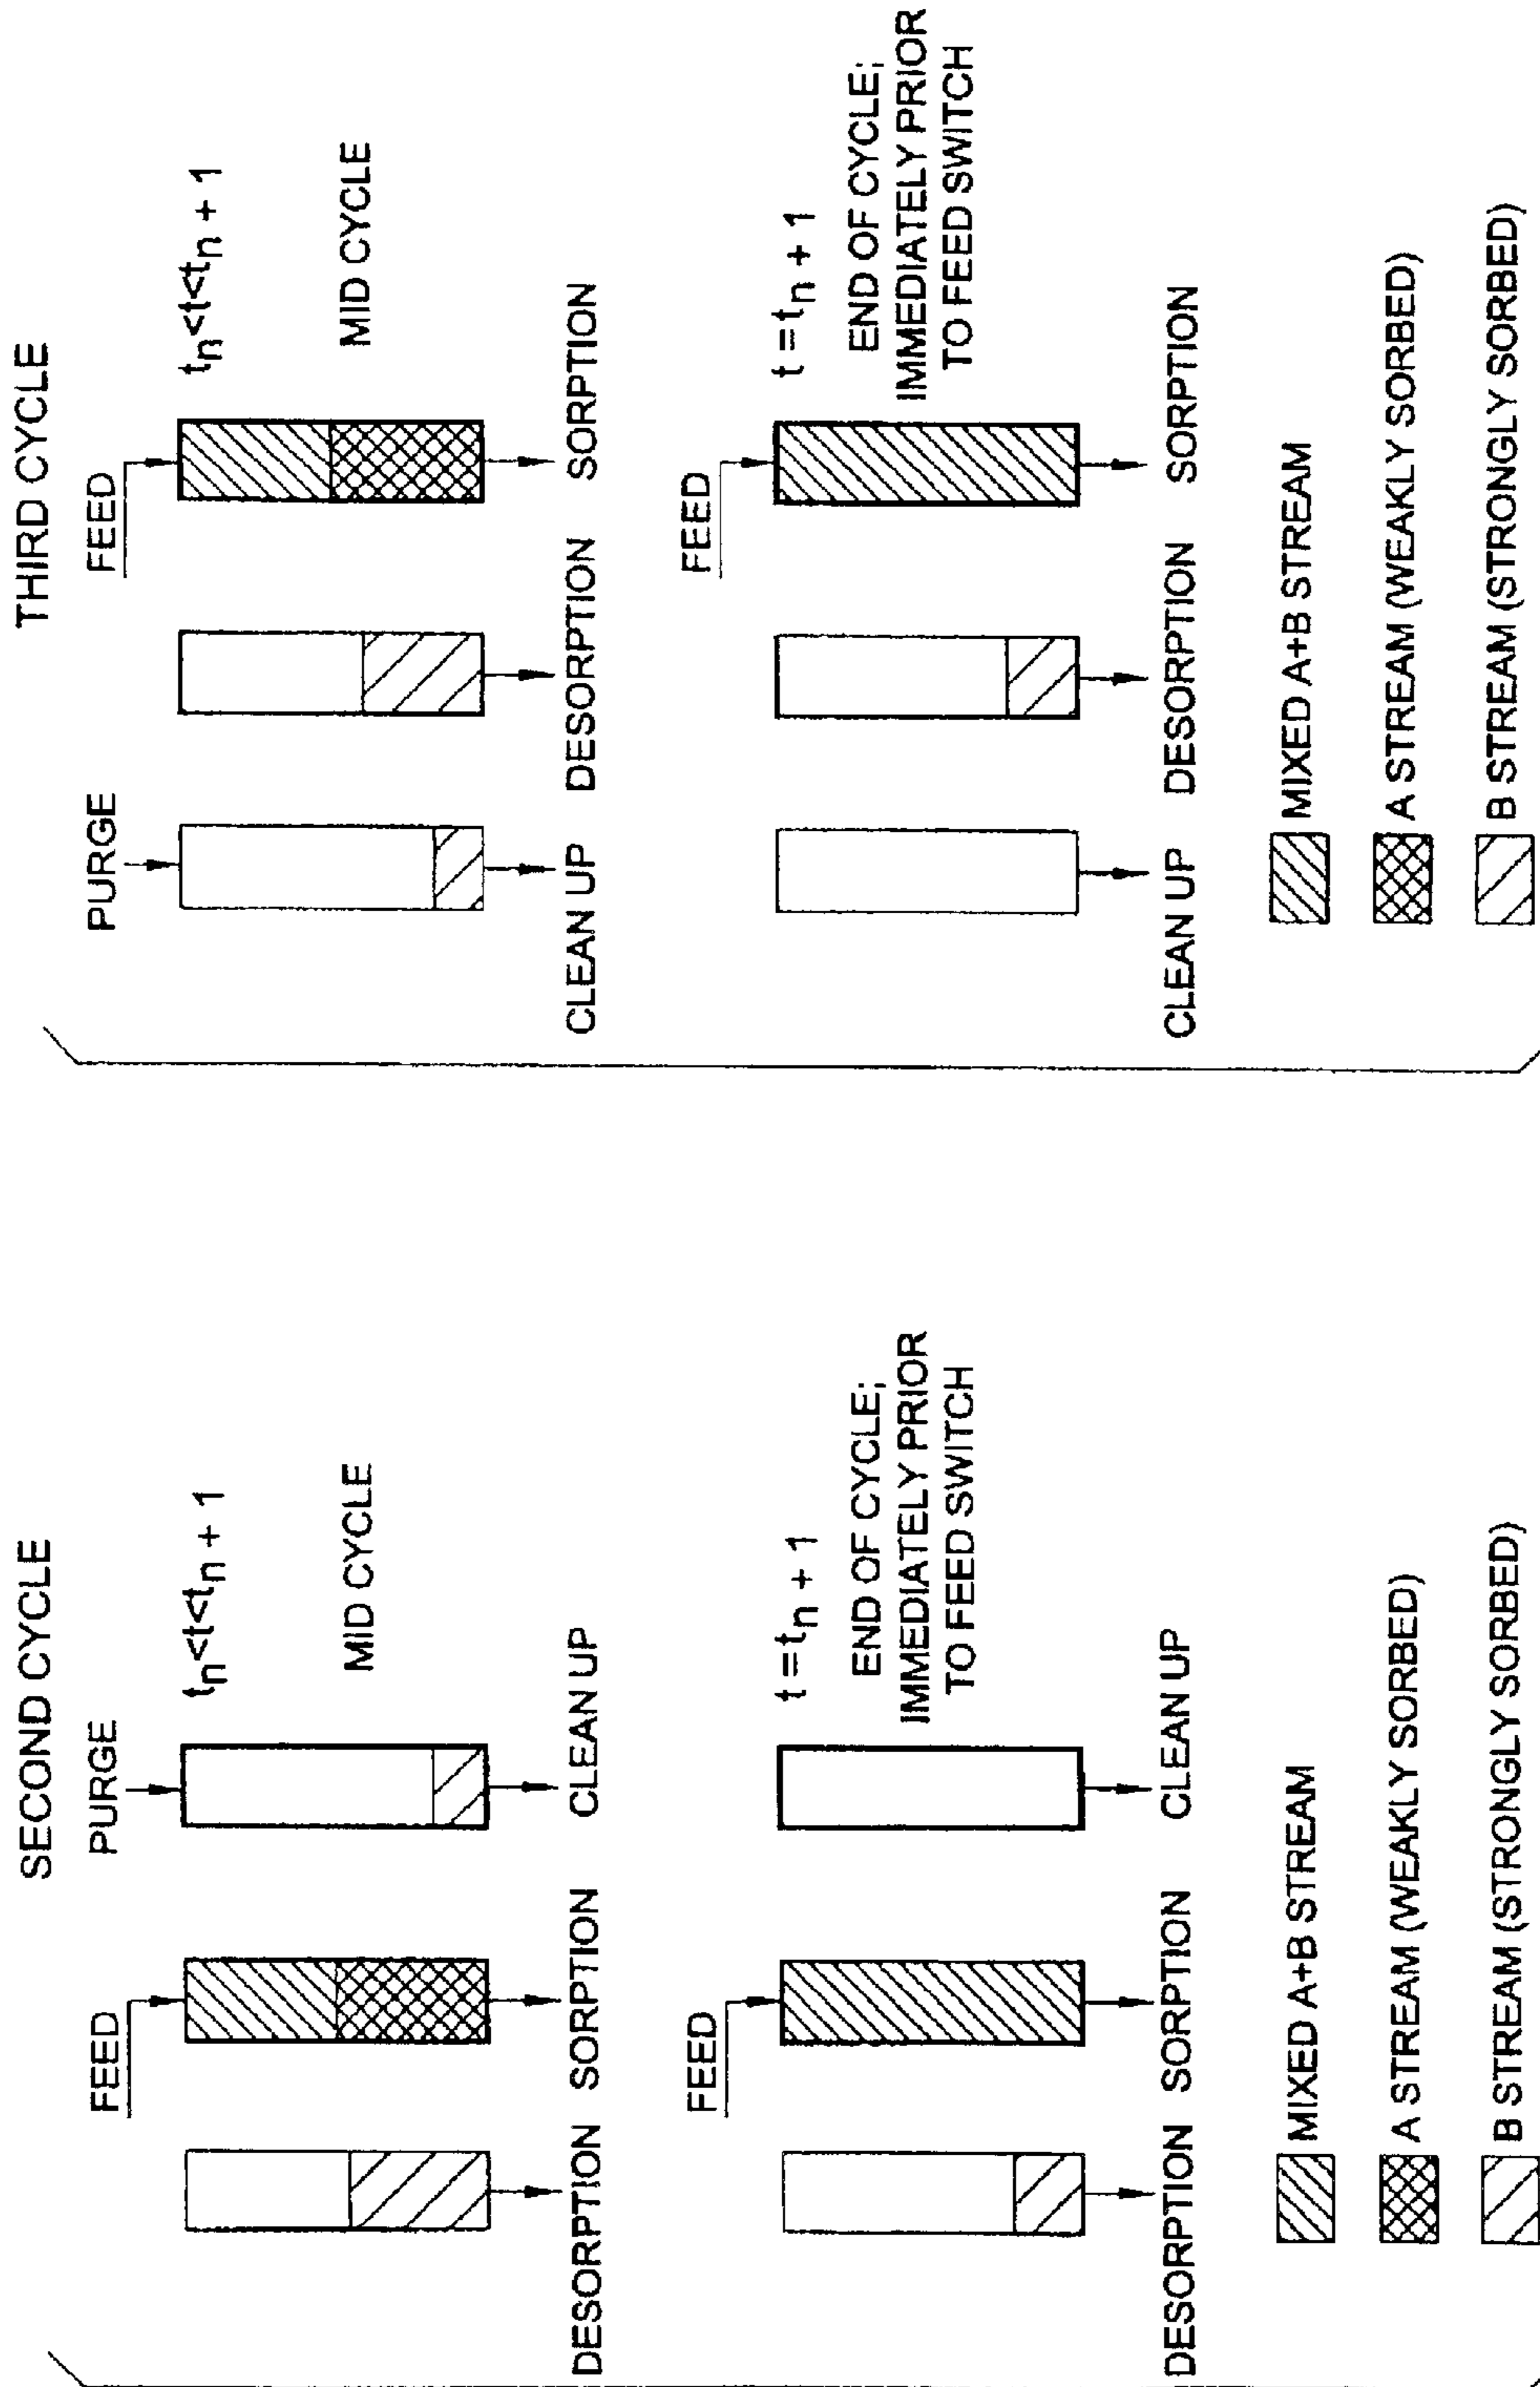 SECOND CYCLE
FEED
PURGE
tn<t<tn + 1
MID CYCLE
DESORPTION
SORPTION
CLEAN UP
FEED
t = tn + 1
END OF CYCLE;
IMMEDIATELY PRIOR
TO FEED SWITCH
DESORPTION
SORPTION
CLEAN UP
MIXED A+B STREAM
A STREAM (WEAKLY SORBED)
B STREAM (STRONGLY SORBED)
THIRD CYCLE
PURGE
FEED
tn<t<tn + 1
MID CYCLE
CLEAN UP
DESORPTION
SORPTION
FEED
t = tn + 1
END OF CYCLE;
IMMEDIATELY PRIOR
TO FEED SWITCH
CLEAN UP
DESORPTION
SORPTION
MIXED A+B STREAM
A STREAM (WEAKLY SORBED)
B STREAM (STRONGLY SORBED)